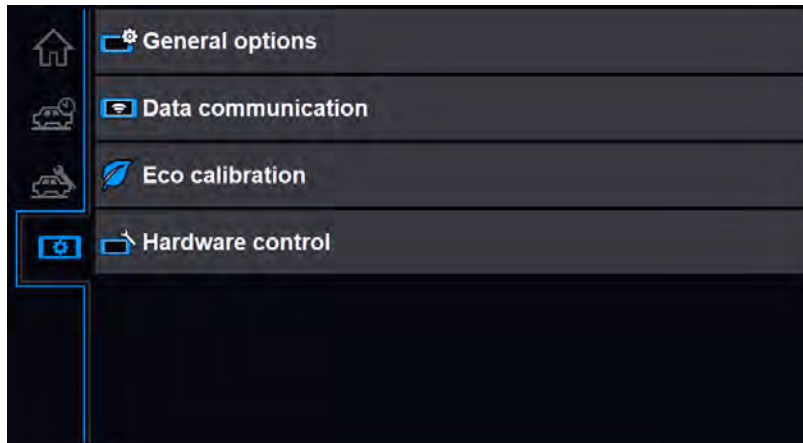 General options
Data communication
Eco calibration
Hardware control